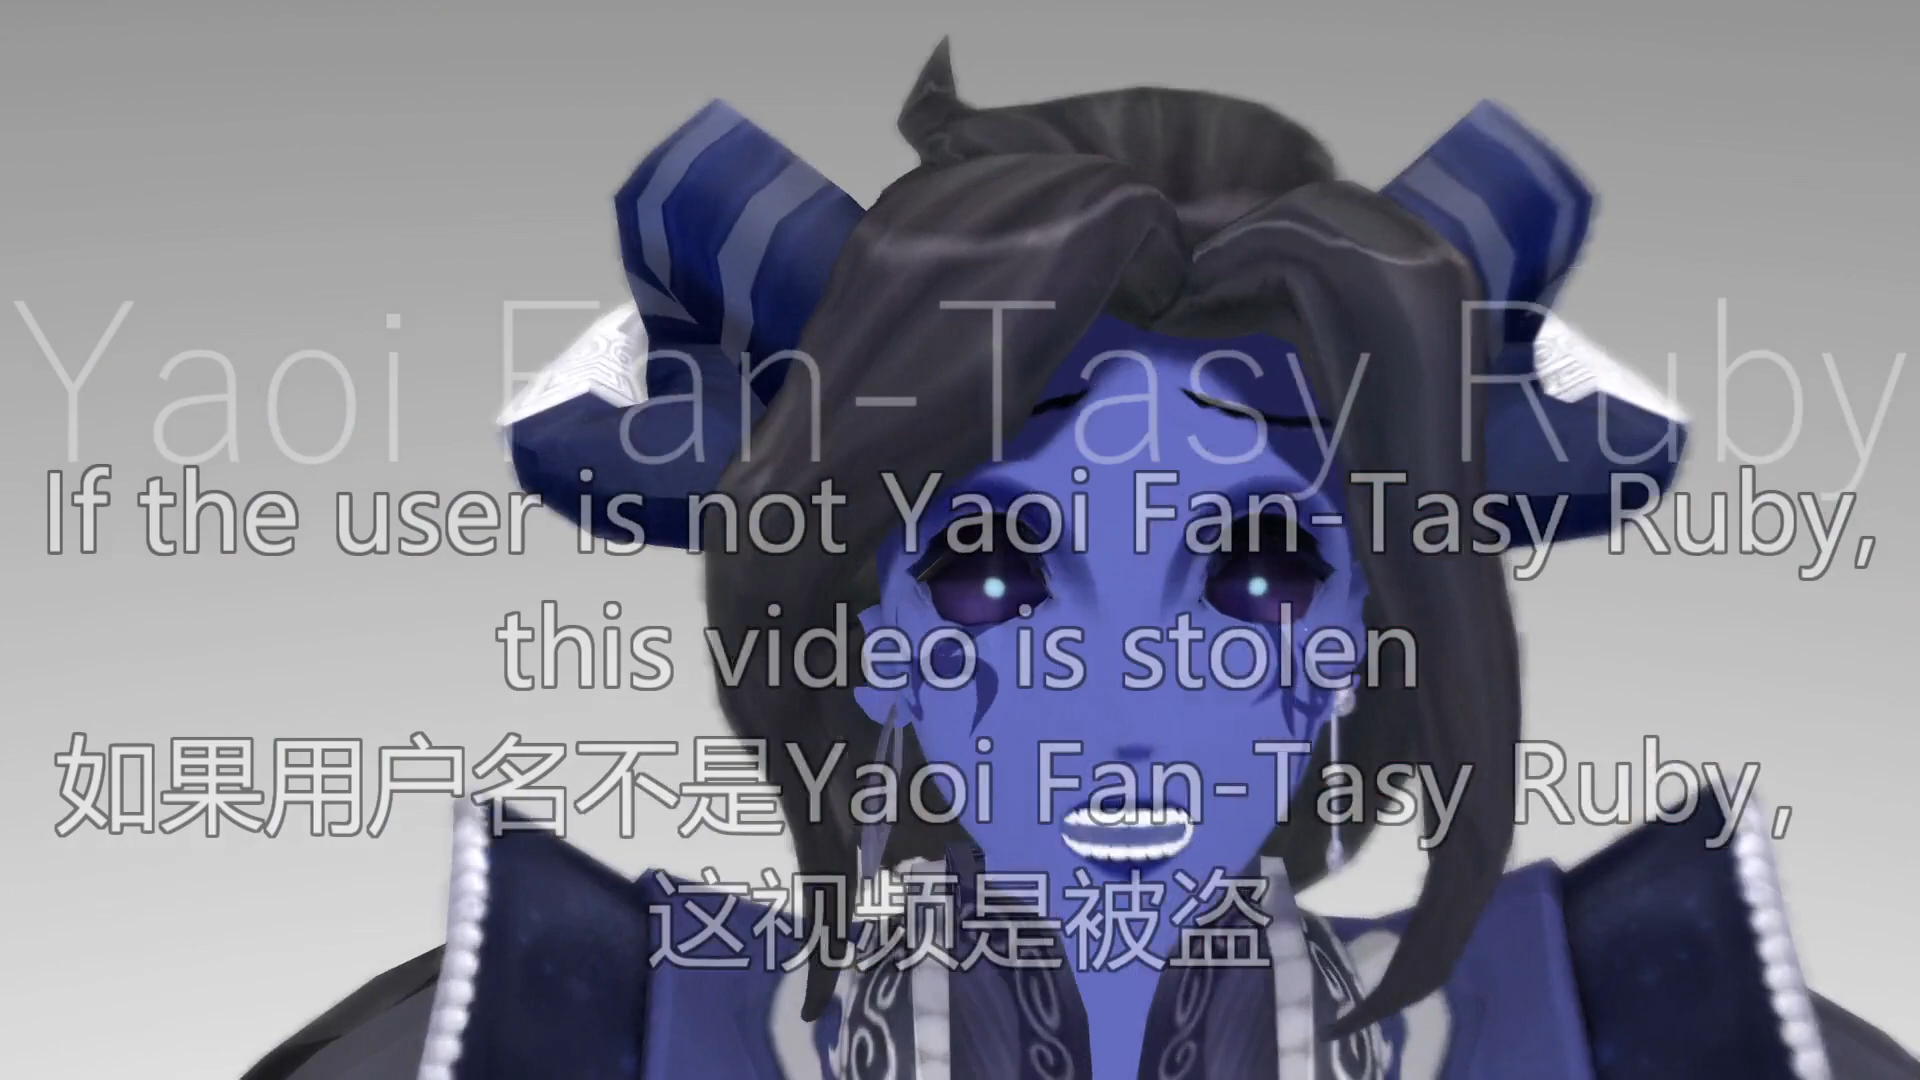 Yaoi Fan-Tasy Ruby
If the user is not Yaoi Fan-Tasy Ruby,
this video is stolen
如果用户名不是Yaoi Fan-Tasy Ruby,
这视频是被盗